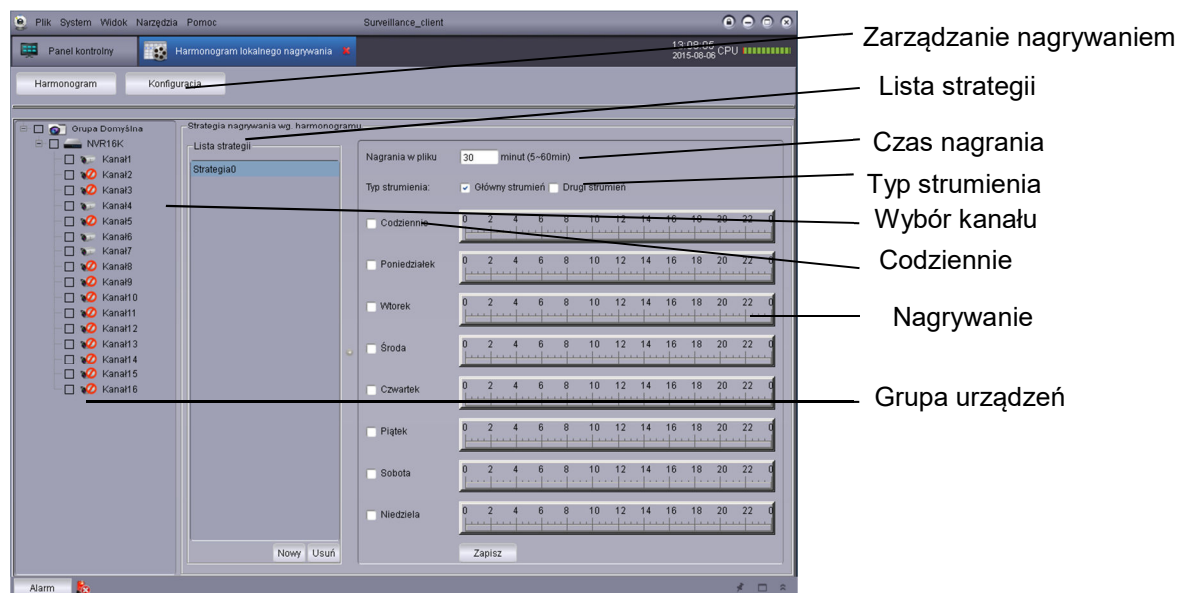 Plik System Widok Narzędzia Pomoc Surveillance_client
Panel kontrolny Harmonogram lokalnego nagrywania 13:08:06 CPU
2015-08-06
Harmonogram Konfiguracja
Zarządzanie nagrywaniem
Lista strategii
Czas nagrania
Typ strumienia
Wybór kanału
Codziennie
Nagrywanie
Grupa urządzeń
Grupa Domyślna
NVR16K
Kanał1
Kanał2
Kanał3
Kanał4
Kanał5
Kanał6
Kanał7
Kanał8
Kanał9
Kanał10
Kanał11
Kanał12
Kanał13
Kanał14
Kanał15
Kanał16
Strategia nagrywania wg. harmonogramu
Lista strategii
Strategia0
Nowy Usuń
Nagrania w pliku 30 minut (5~60min)
Typ strumienia: Główny strumień Drugi strumień
Codziennie 0 2 4 6 8 10 12 14 16 18 20 22 0
Poniedziałek 0 2 4 6 8 10 12 14 16 18 20 22 0
Wtorek 0 2 4 6 8 10 12 14 16 18 20 22 0
Środa 0 2 4 6 8 10 12 14 16 18 20 22 0
Czwartek 0 2 4 6 8 10 12 14 16 18 20 22 0
Piątek 0 2 4 6 8 10 12 14 16 18 20 22 0
Sobota 0 2 4 6 8 10 12 14 16 18 20 22 0
Niedziela 0 2 4 6 8 10 12 14 16 18 20 22 0
Zapisz
Alarm